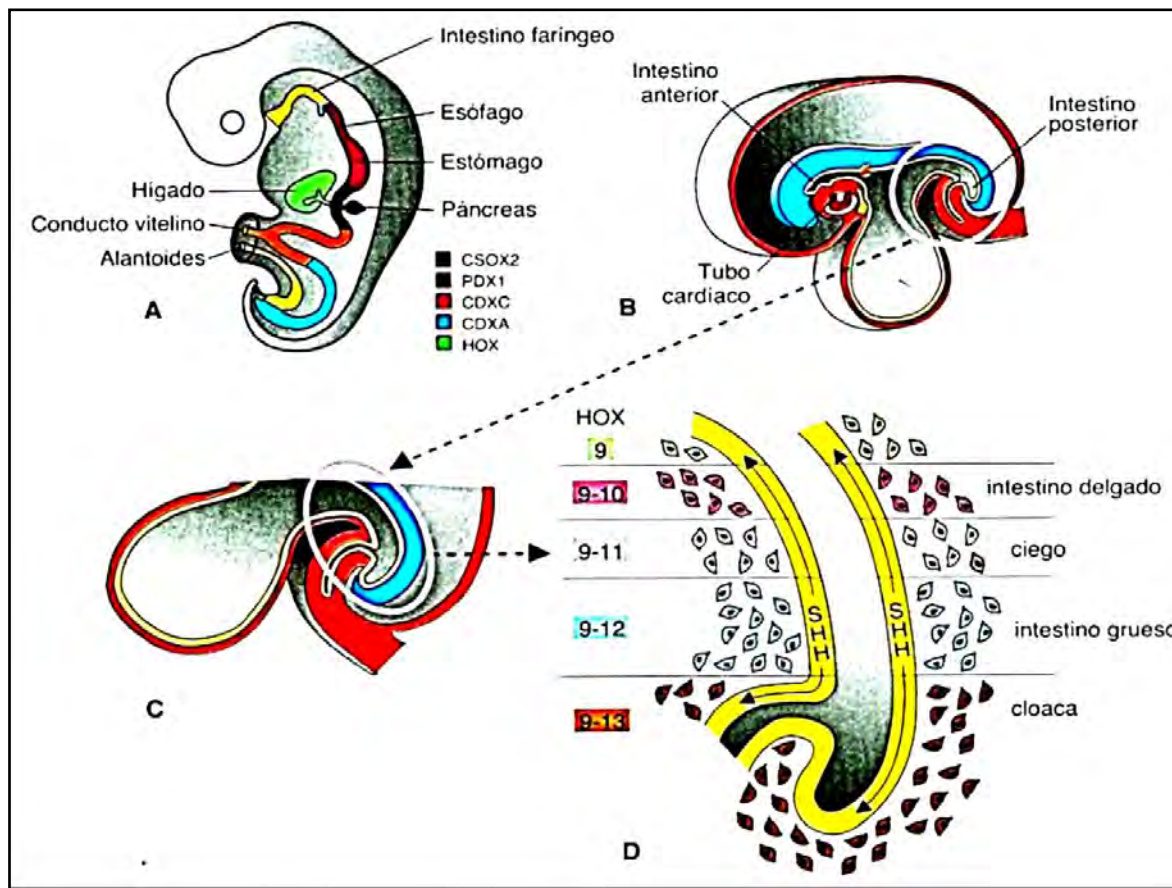 Intestino faríngeo
Esófago
Estómago
Hígado
Páncreas
Conducto vitelino
Alantoides
A
CSOX2
PDX1
CDXC
CDXA
HOX
Intestino
anterior
Intestino
posterior
Tubo
cardíaco
B
C
HOX
9
9-10
intestino delgado
9-11
ciego
9-12
intestino grueso
SHH
SHH
9-13
cloaca
D